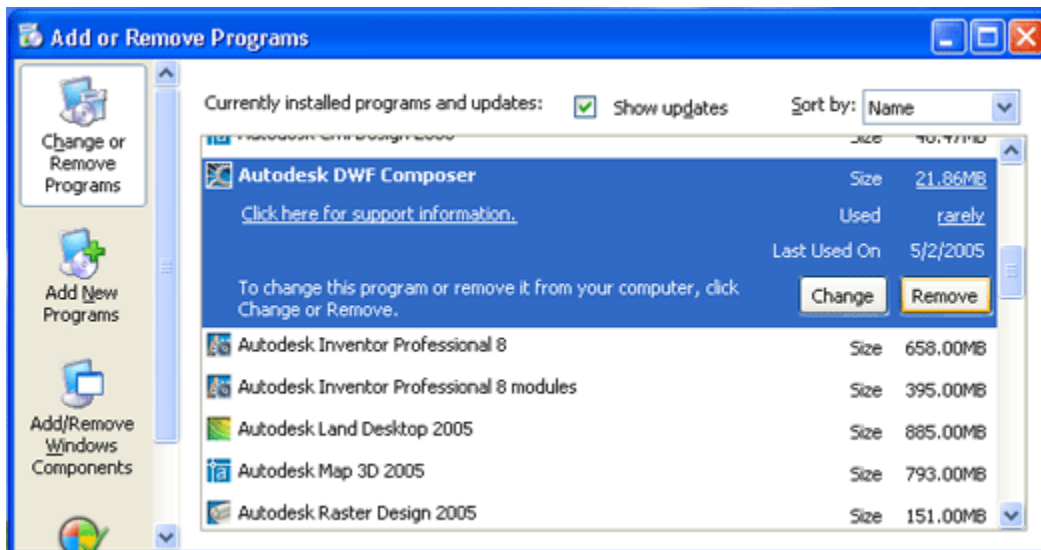 Add or Remove Programs
Change or
Remove
Programs
Add New
Programs
Add/Remove
Windows
Components
Currently installed programs and updates:
Show updates
Sort by: Name
Size
Autodesk DWF Composer Size 21.86MB
Click here for support information. Used rarely
Last Used On 5/2/2005
To change this program or remove it from your computer, click
Change or Remove.
Change Remove
Autodesk Inventor Professional 8 Size 658.00MB
Autodesk Inventor Professional 8 modules Size 395.00MB
Autodesk Land Desktop 2005 Size 885.00MB
Autodesk Map 3D 2005 Size 793.00MB
Autodesk Raster Design 2005 Size 151.00MB